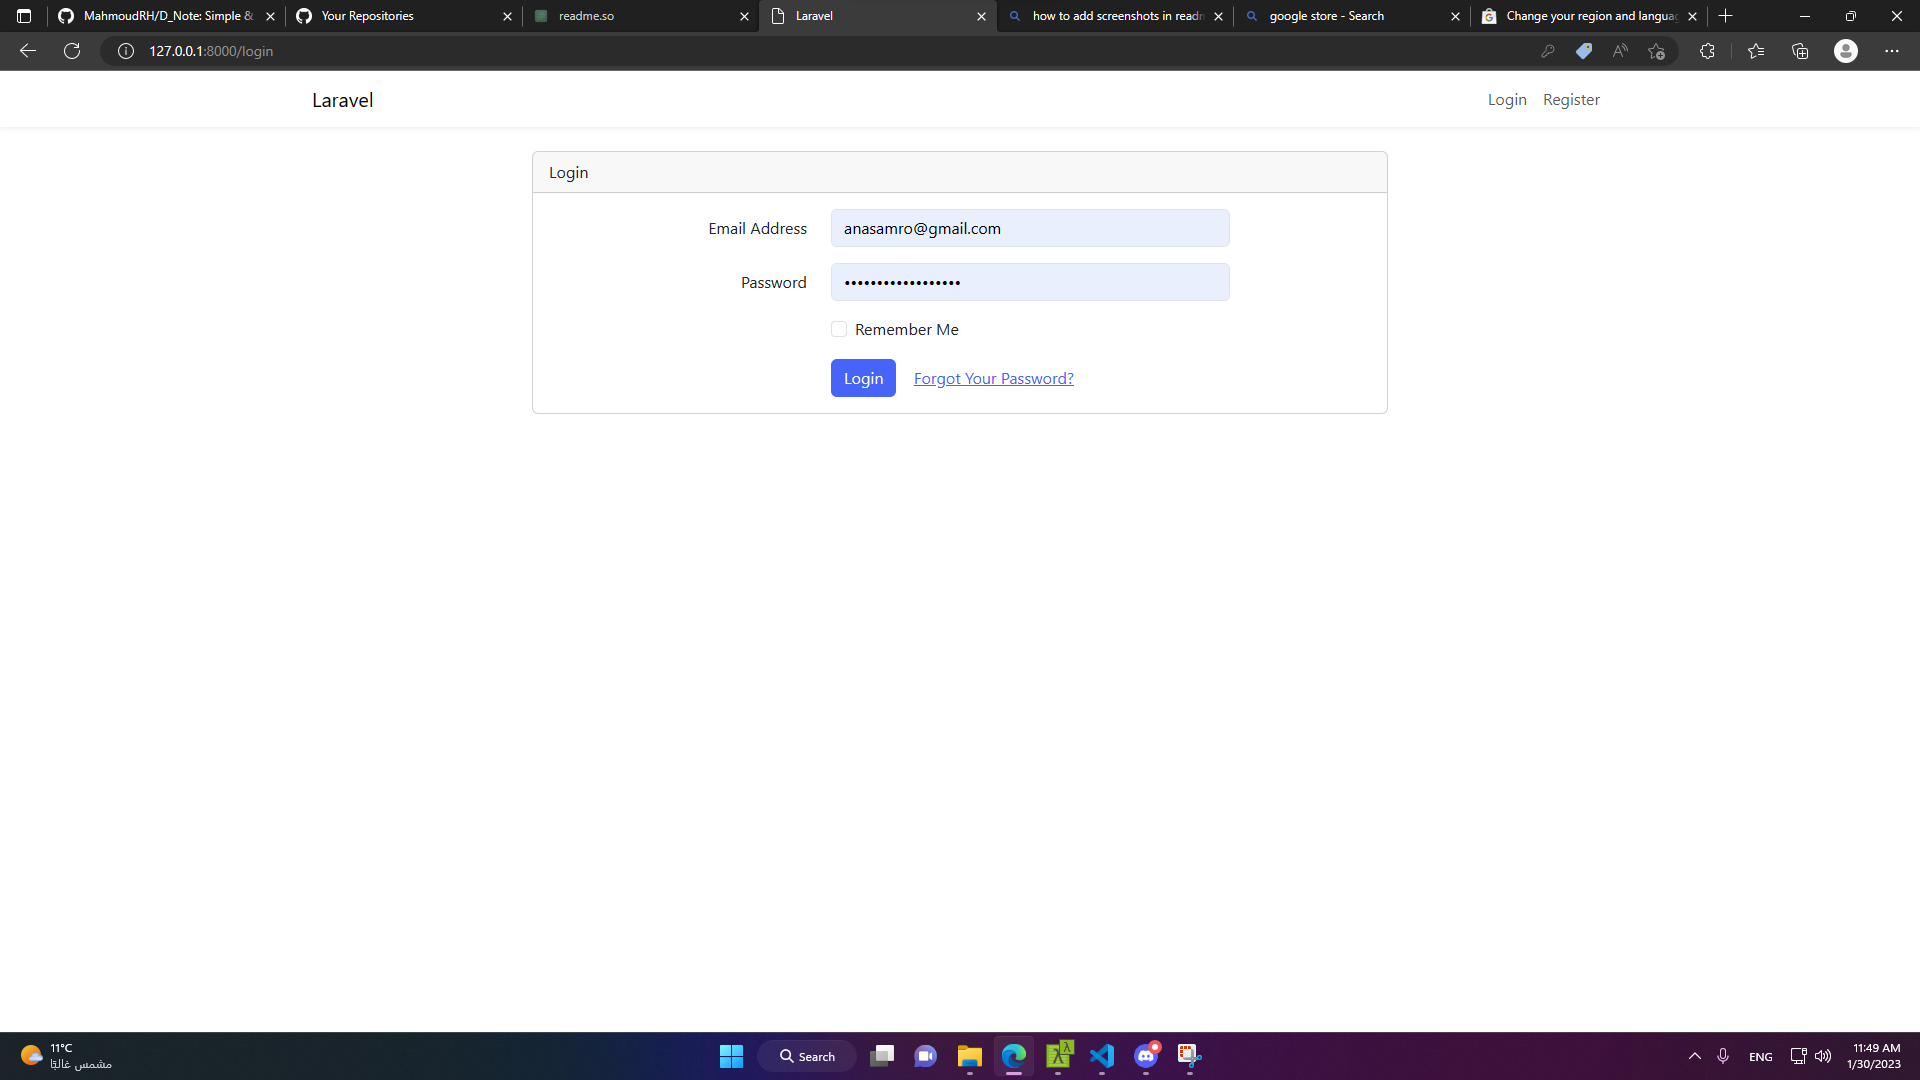 MahmoudRH/D_Note: Simple &
Your Repositories
readme.so
Laravel
how to add screenshots in readm
google store - Search
Change your region and languag
127.0.0.1:8000/login
Laravel
Login
Register
Login
Email Address
anasamro@gmail.com
Password
••••••••••••••••••
Remember Me
Login
Forgot Your Password?
11°C
مشمس غالبًا
Search
ENG
11:49 AM
1/30/2023